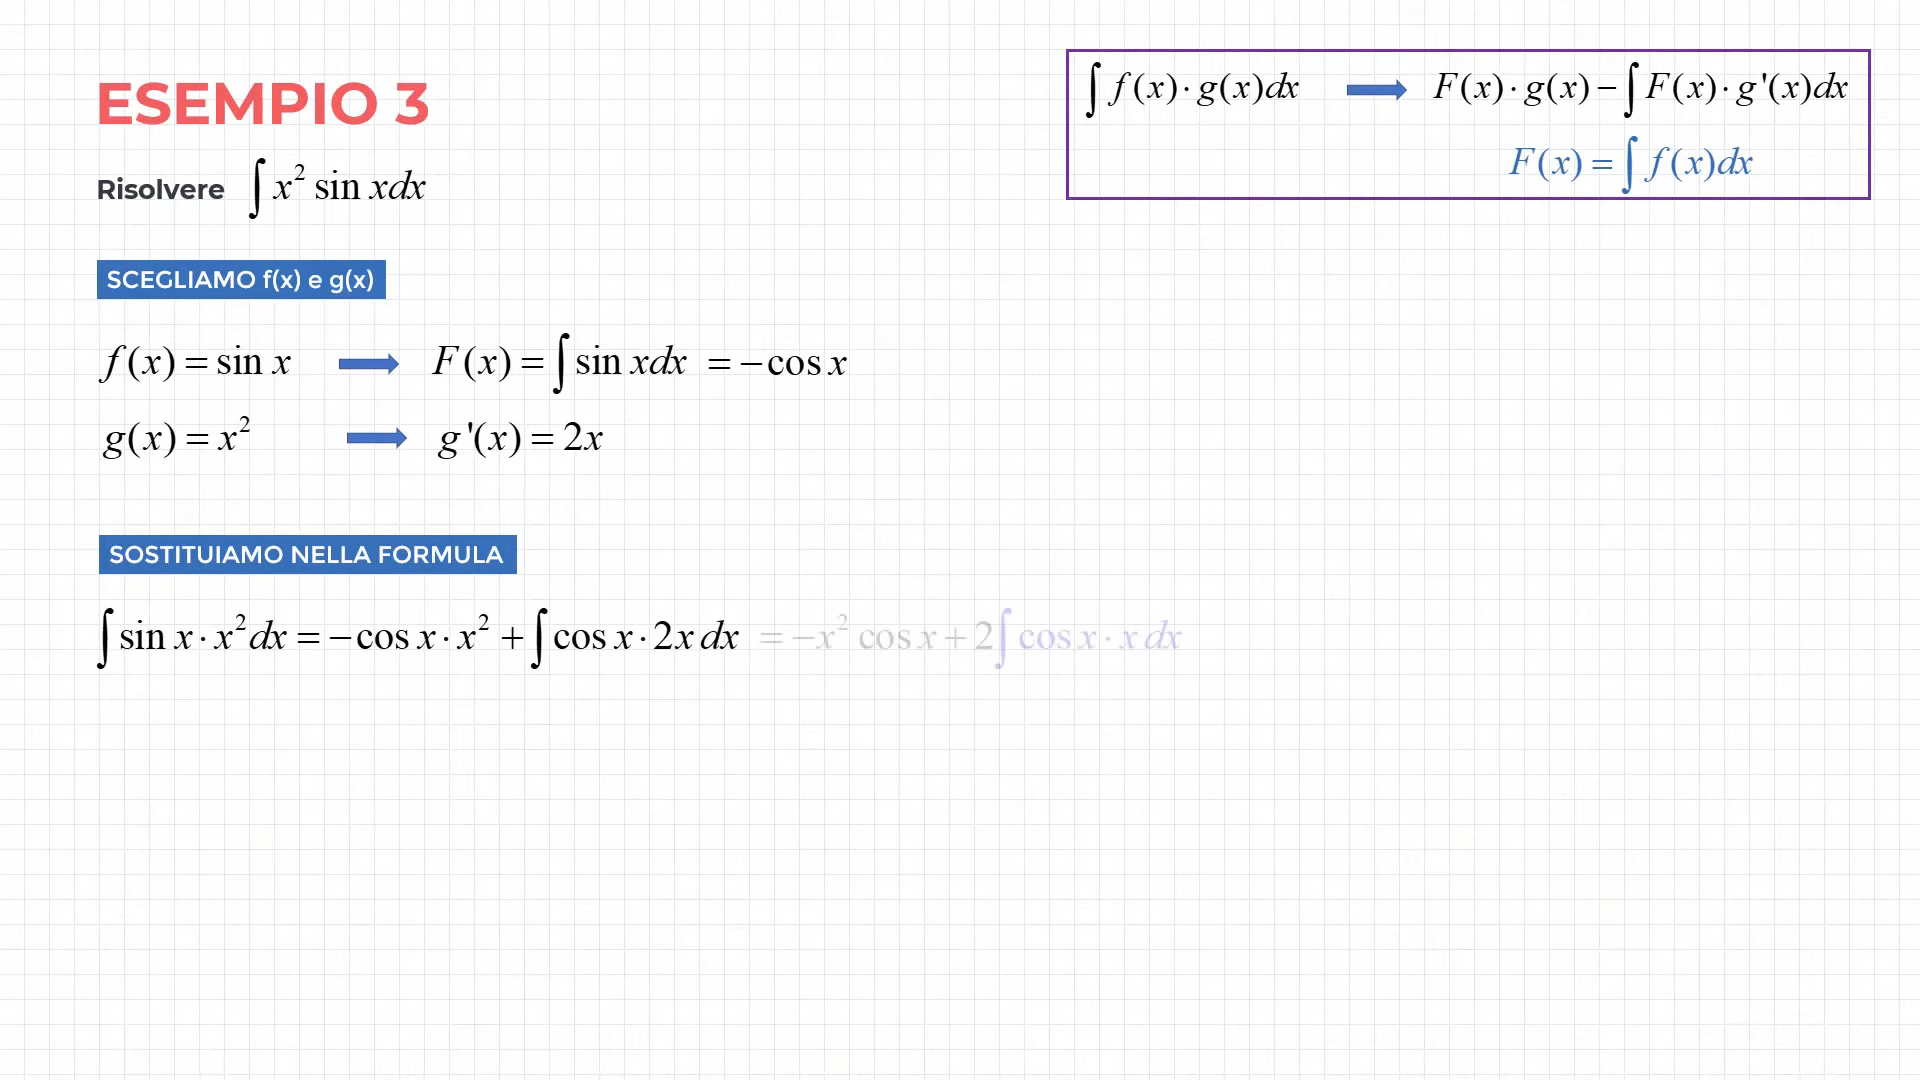 ESEMPIO 3
Risolvere ∫ x² sin xdx
∫ f(x)·g(x)dx F(x)·g(x)−∫ F(x)·g'(x)dx
F(x)=∫ f(x)dx
SCEGLIAMO f(x) e g(x)
f(x)=sin x F(x)=∫ sin xdx =−cos x
g(x)=x² g'(x)=2x
SOSTITUIAMO NELLA FORMULA
∫ sin x·x²dx=−cos x·x²+∫ cos x·2x dx =−x² cos x+2∫ cos x·x dx